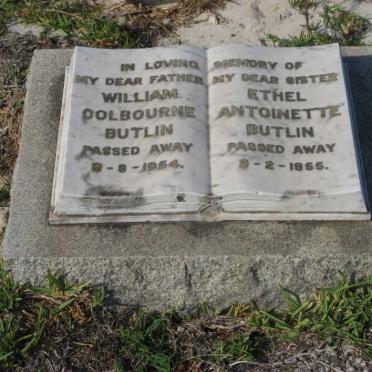 IN LOVING MEMORY OF
MY DEAR FATHER
WILLIAM
COLBOURNE
BUTLIN
PASSED AWAY
9-8-1954.
MY DEAR SISTER
ETHEL
ANTOINETTE
BUTLIN
PASSED AWAY
9-2-1955.